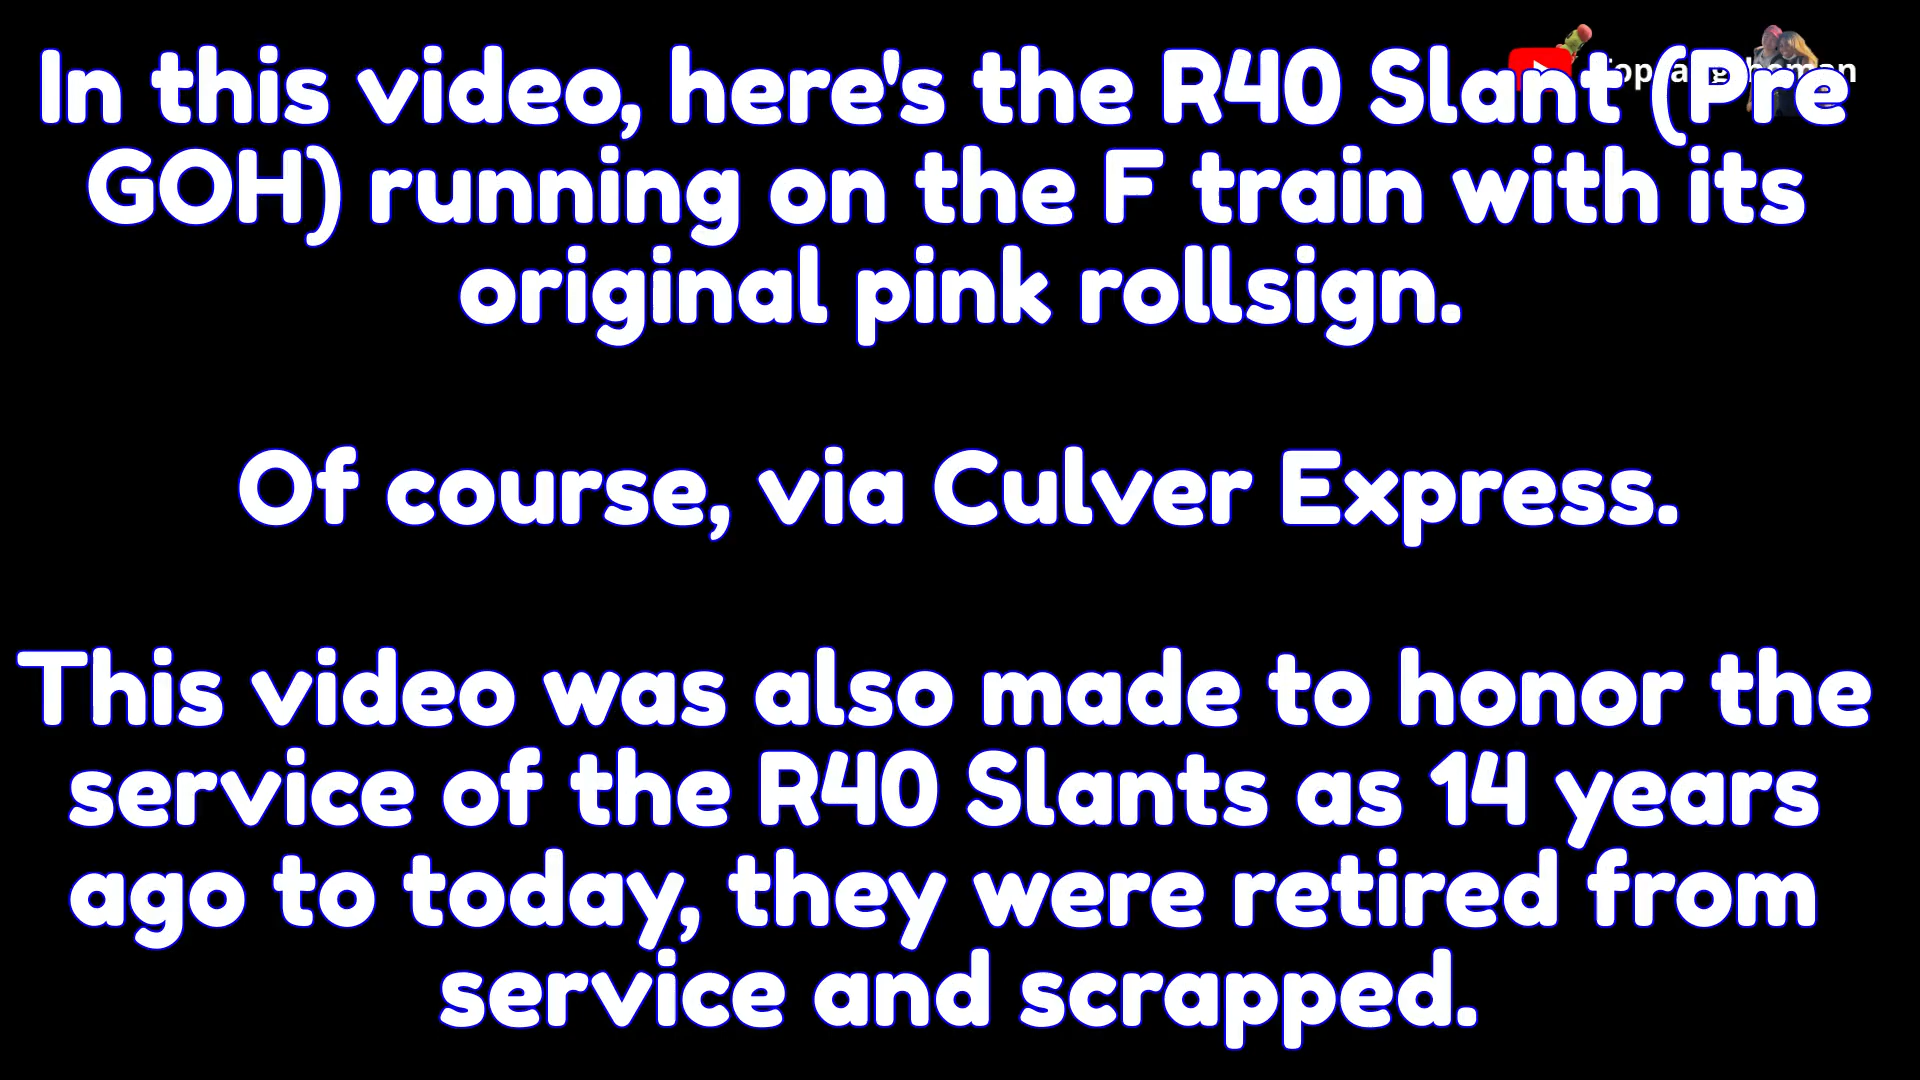 In this video, here's the R40 Slant (Pre
GOH) running on the F train with its
original pink rollsign.
Of course, via Culver Express.
This video was also made to honor the
service of the R40 Slants as 14 years
ago to today, they were retired from
service and scrapped.